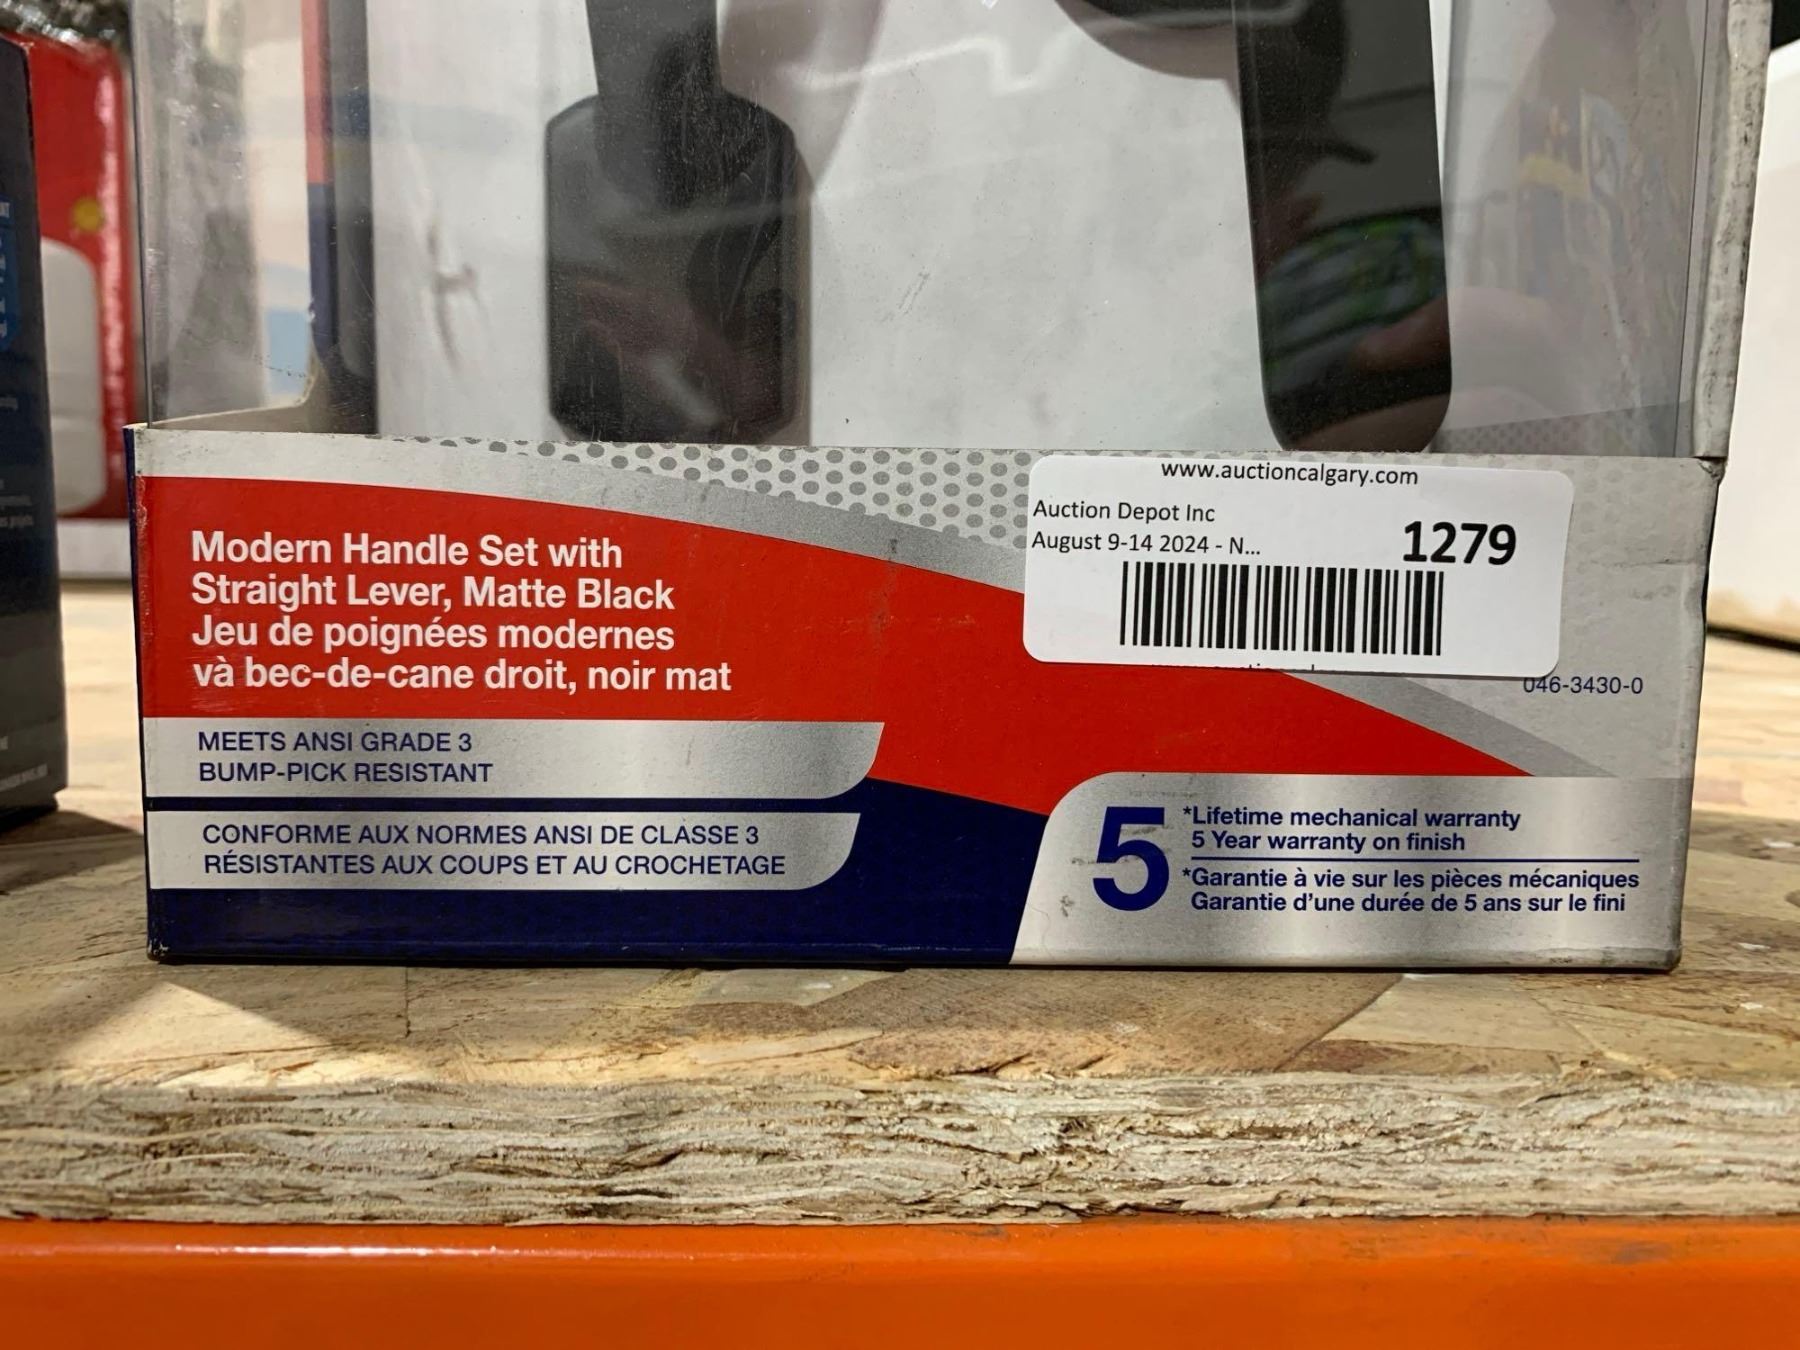 www.auctioncalgary.com
Auction Depot Inc
August 9-14 2024 - N...
1279
Modern Handle Set with
Straight Lever, Matte Black
Jeu de poignées modernes
và bec-de-cane droit, noir mat
046-3430-0
MEETS ANSI GRADE 3
BUMP-PICK RESISTANT
CONFORME AUX NORMES ANSI DE CLASSE 3
RÉSISTANTES AUX COUPS ET AU CROCHETAGE
5
*Lifetime mechanical warranty
5 Year warranty on finish
*Garantie à vie sur les pièces mécaniques
Garantie d'une durée de 5 ans sur le fini